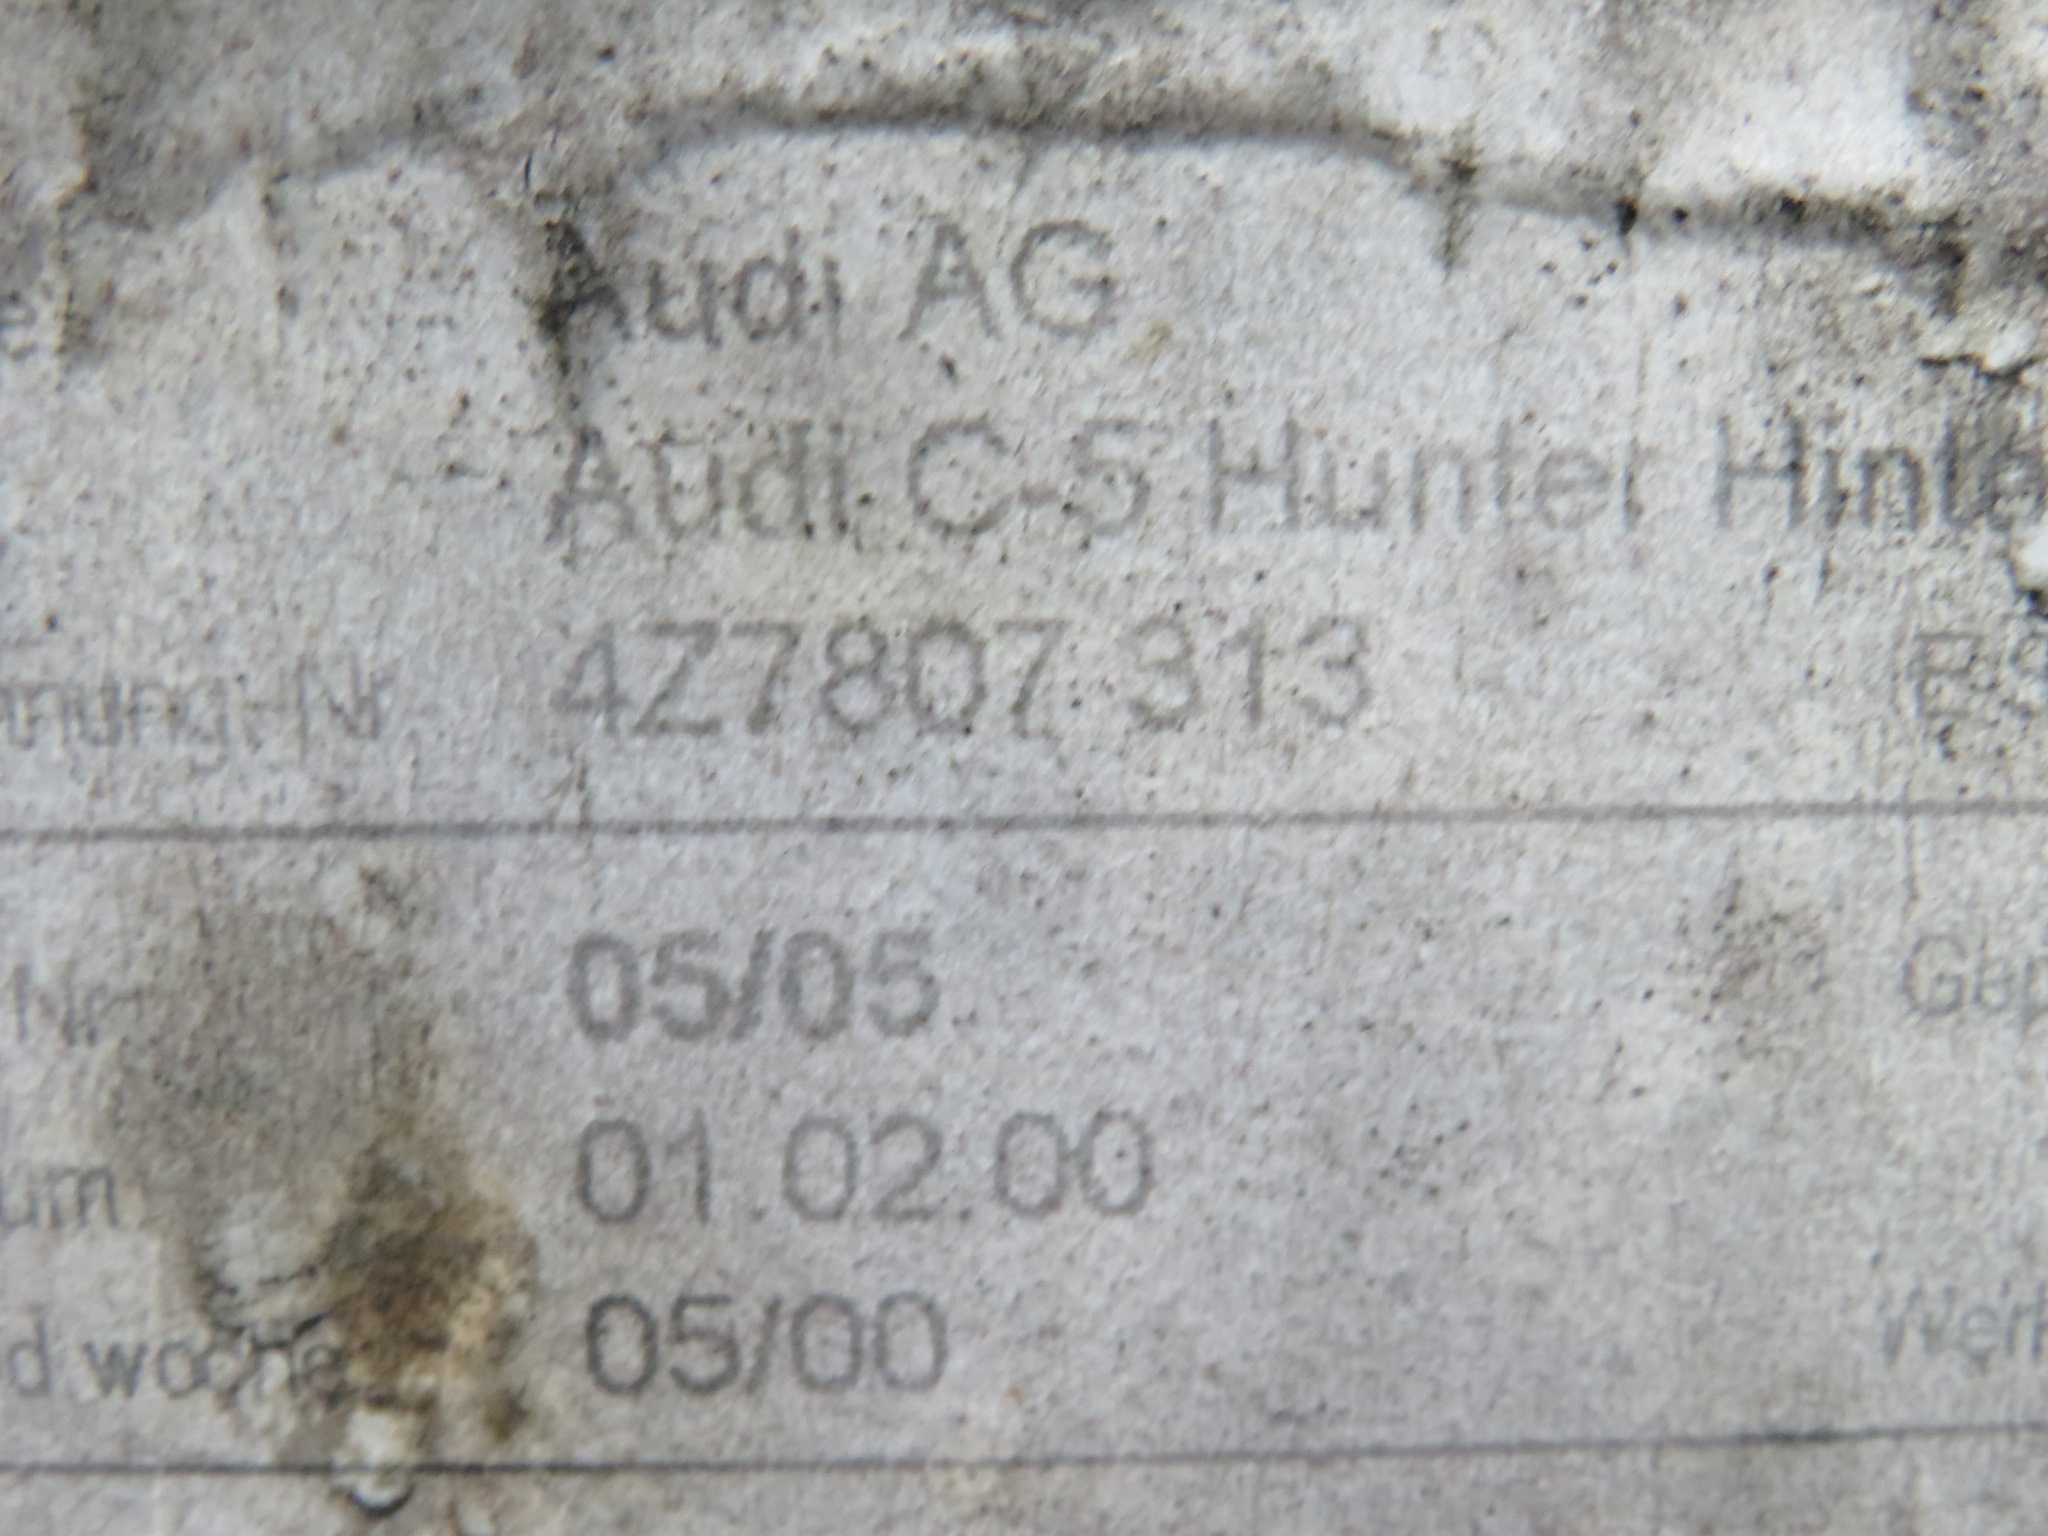 Audi AG
Audi C-5 Hunter
nnung.-Nr 4Z7807 313
Nr 05/05
um 01.02.00
d.woche 05/00